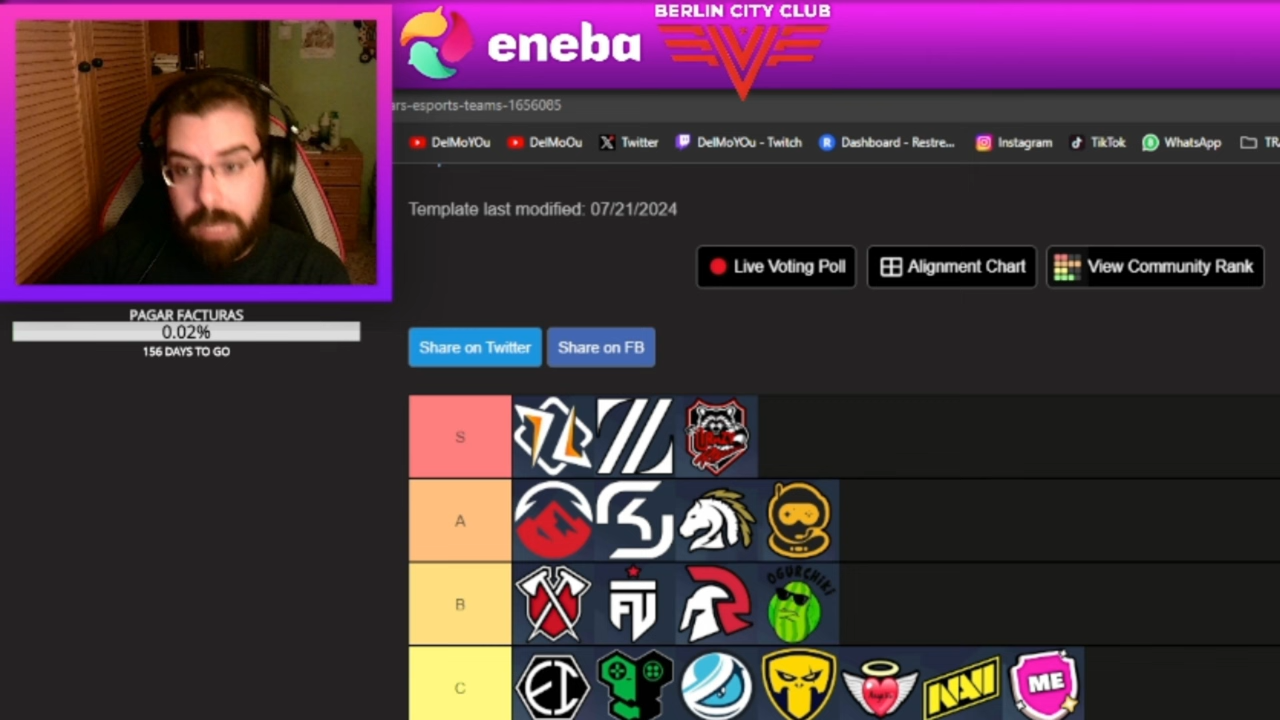 BERLIN CITY CLUB
eneba
ars-esports-teams-1656085
DelMoYOu
DelMoOu
Twitter
DelMoYOu - Twitch
Dashboard - Restre...
Instagram
TikTok
WhatsApp
TR
Template last modified: 07/21/2024
Live Voting Poll
Alignment Chart
View Community Rank
PAGAR FACTURAS
0.02%
156 DAYS TO GO
Share on Twitter
Share on FB
S
A
B
OGURCHIKI
C
NAVI
ME